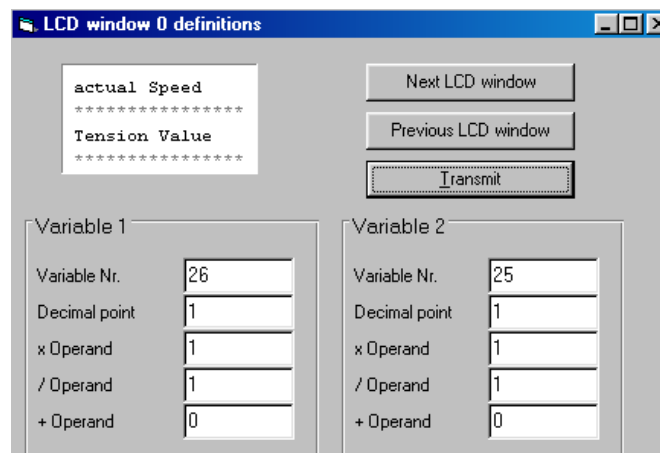 LCD window 0 definitions
actual Speed
****************
Tension Value
****************
Next LCD window
Previous LCD window
Transmit
Variable 1
Variable Nr. 26
Decimal point 1
x Operand 1
/ Operand 1
+ Operand 0
Variable 2
Variable Nr. 25
Decimal point 1
x Operand 1
/ Operand 1
+ Operand 0